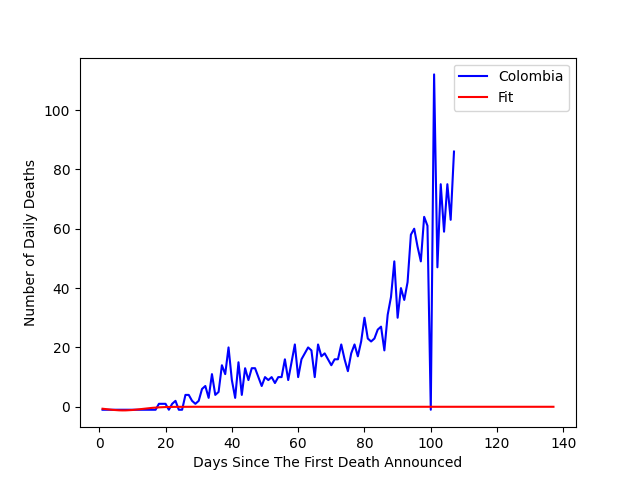 Colombia
Fit
Number of Daily Deaths
100
80
60
40
20
0
0 20 40 60 80 100 120 140
Days Since The First Death Announced